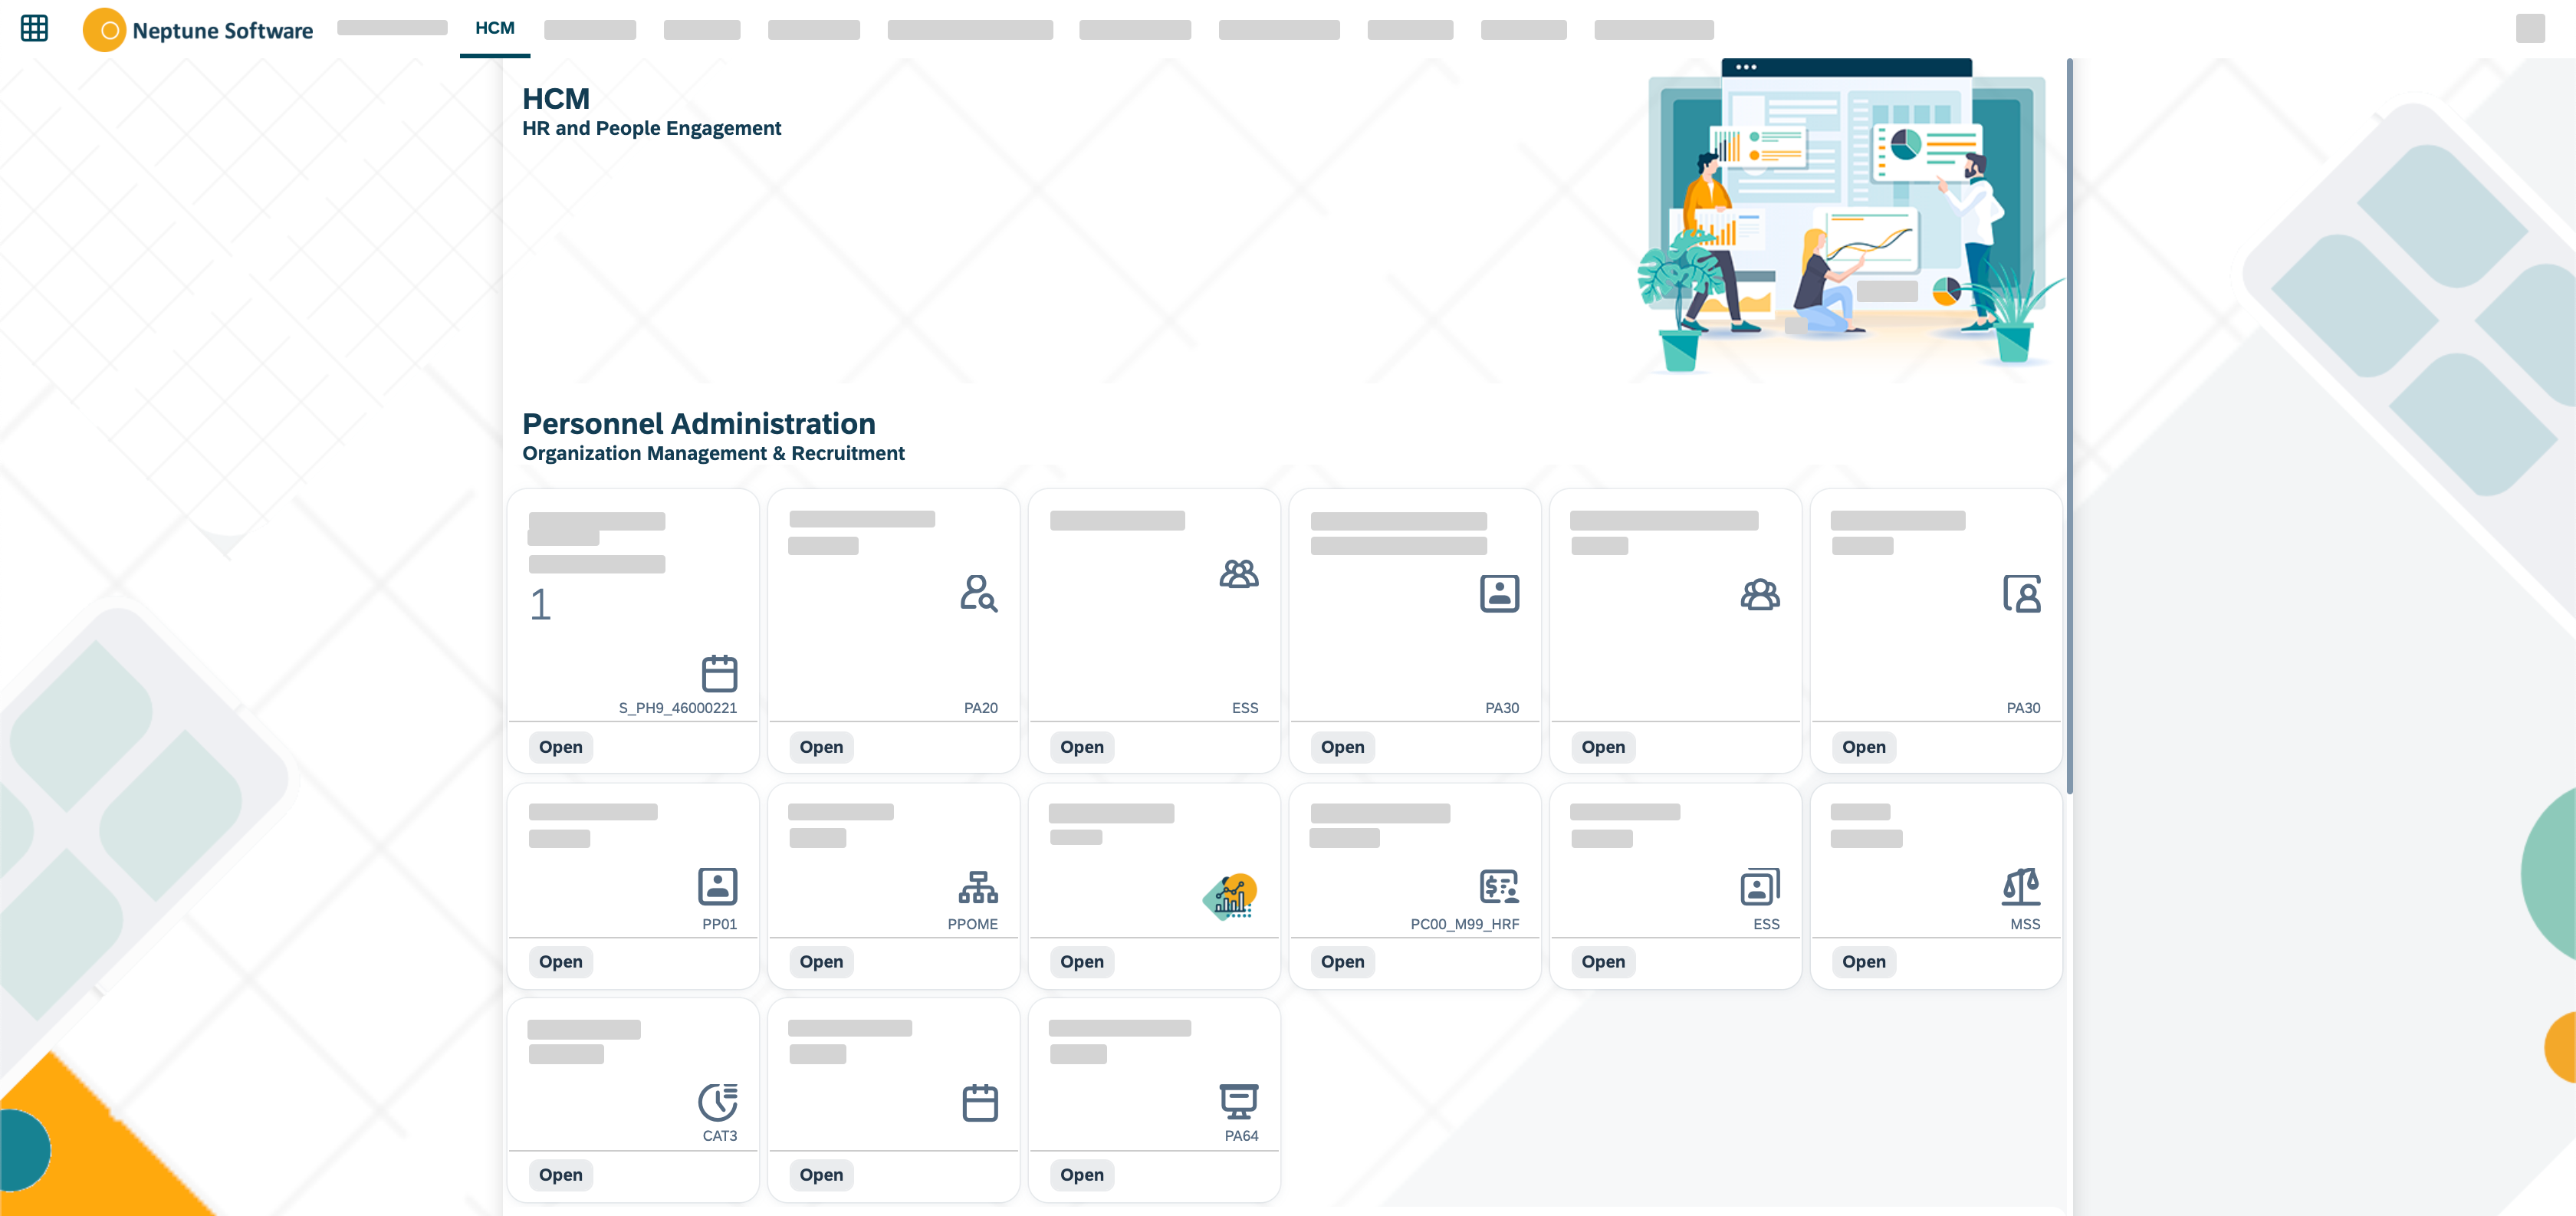 Neptune Software
HCM
HCM
HR and People Engagement
Personnel Administration
Organization Management & Recruitment
1
S_PH9_46000221
PA20
ESS
PA30
PA30
Open
Open
Open
Open
Open
Open
PP01
PPOME
PC00_M99_HRF
ESS
MSS
Open
Open
Open
Open
Open
Open
CAT3
PA64
Open
Open
Open